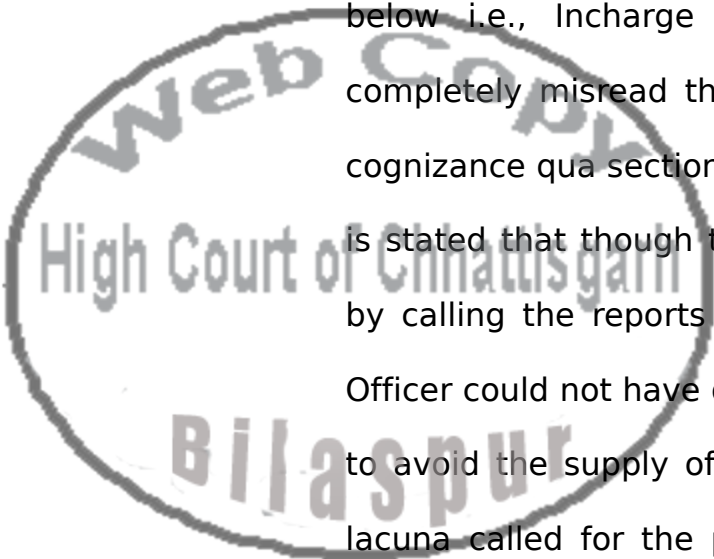 below i.e., Incharge
Web Copy
completely misread th
cognizance qua section
High Court of Chhattisgarh
is stated that though t
by calling the reports
Officer could not have
Bilaspur
to avoid the supply of
lacuna called for the